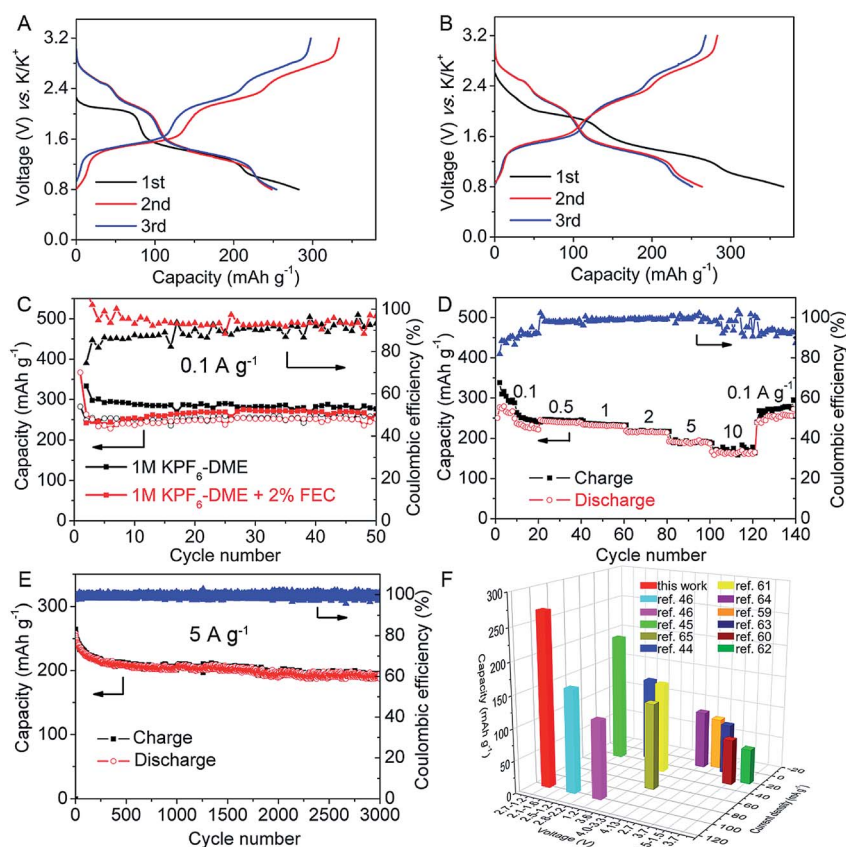 A
Voltage (V) vs. K/K+
3.2
2.4
1.6
0.8
0.0
1st
2nd
3rd
0 100 200 300
Capacity (mAh g-1)
B
Voltage (V) vs. K/K+
3.2
2.4
1.6
0.8
0.0
1st
2nd
3rd
0 100 200 300
Capacity (mAh g-1)
C
Capacity (mAh g-1)
500
400
300
200
100
0
0.1 A g-1
1M KPF6-DME
1M KPF6-DME + 2% FEC
100
80
60
40
20
0
Coulombic efficiency (%)
0 10 20 30 40 50
Cycle number
D
Capacity (mAh g-1)
500
400
300
200
100
0
0.1
0.5
1
2
5
10
0.1 A g-1
Charge
Discharge
100
80
60
40
20
0
Coulombic efficiency (%)
0 20 40 60 80 100 120 140
Cycle number
E
Capacity (mAh g-1)
300
200
100
0
5 A g-1
Charge
Discharge
100
80
60
40
20
0
Coulombic efficiency (%)
0 500 1000 1500 2000 2500 3000
Cycle number
F
this work ref. 61
ref. 46 ref. 64
ref. 46 ref. 59
ref. 45 ref. 63
ref. 65 ref. 60
ref. 44 ref. 62
Capacity (mAh g-1)
300
250
200
150
100
50
0
Voltage (V)
Current density (mA g-1)
0
20
40
60
80
100
120